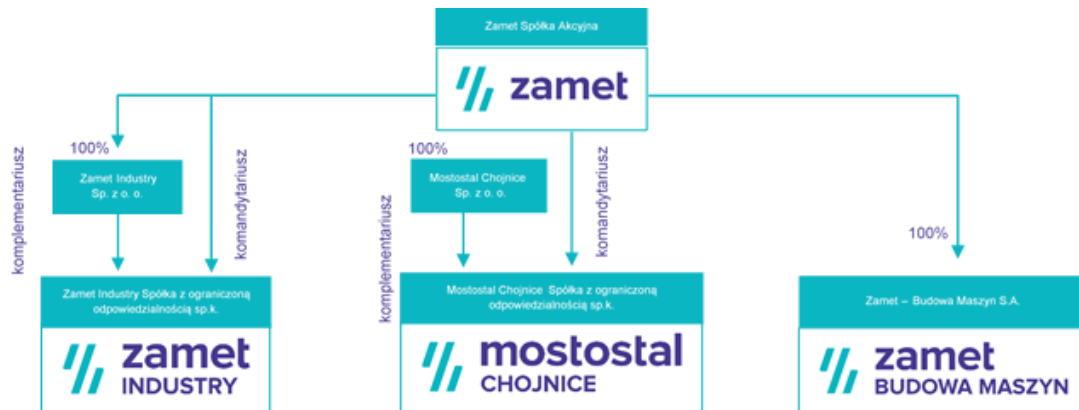 Zamet Spółka Akcyjna
zamet
100%
100%
komplementariusz
Zamet Industry
Sp. z o. o.
komandytariusz
komplementariusz
Mostostal Chojnice
Sp. z o. o.
komandytariusz
100%
Zamet Industry Spółka z ograniczoną
odpowiedzialnością sp.k.
zamet
INDUSTRY
Mostostal Chojnice Spółka z ograniczoną
odpowiedzialnością sp.k.
mostostal
CHOJNICE
Zamet – Budowa Maszyn S.A.
zamet
BUDOWA MASZYN